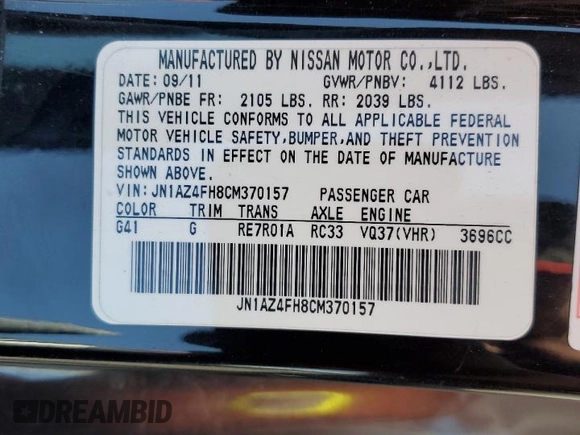 MANUFACTURED BY NISSAN MOTOR CO.,LTD.
DATE: 09/11 GVWR/PNBV: 4112 LBS.
GAWR/PNBE FR: 2105 LBS. RR: 2039 LBS.
THIS VEHICLE CONFORMS TO ALL APPLICABLE FEDERAL
MOTOR VEHICLE SAFETY,BUMPER,AND THEFT PREVENTION
STANDARDS IN EFFECT ON THE DATE OF MANUFACTURE
SHOWN ABOVE.
VIN: JN1AZ4FH8CM370157 PASSENGER CAR
COLOR TRIM TRANS AXLE ENGINE
G41 G RE7R01A RC33 VQ37(VHR) 3696CC
JN1AZ4FH8CM370157
DREAMBID